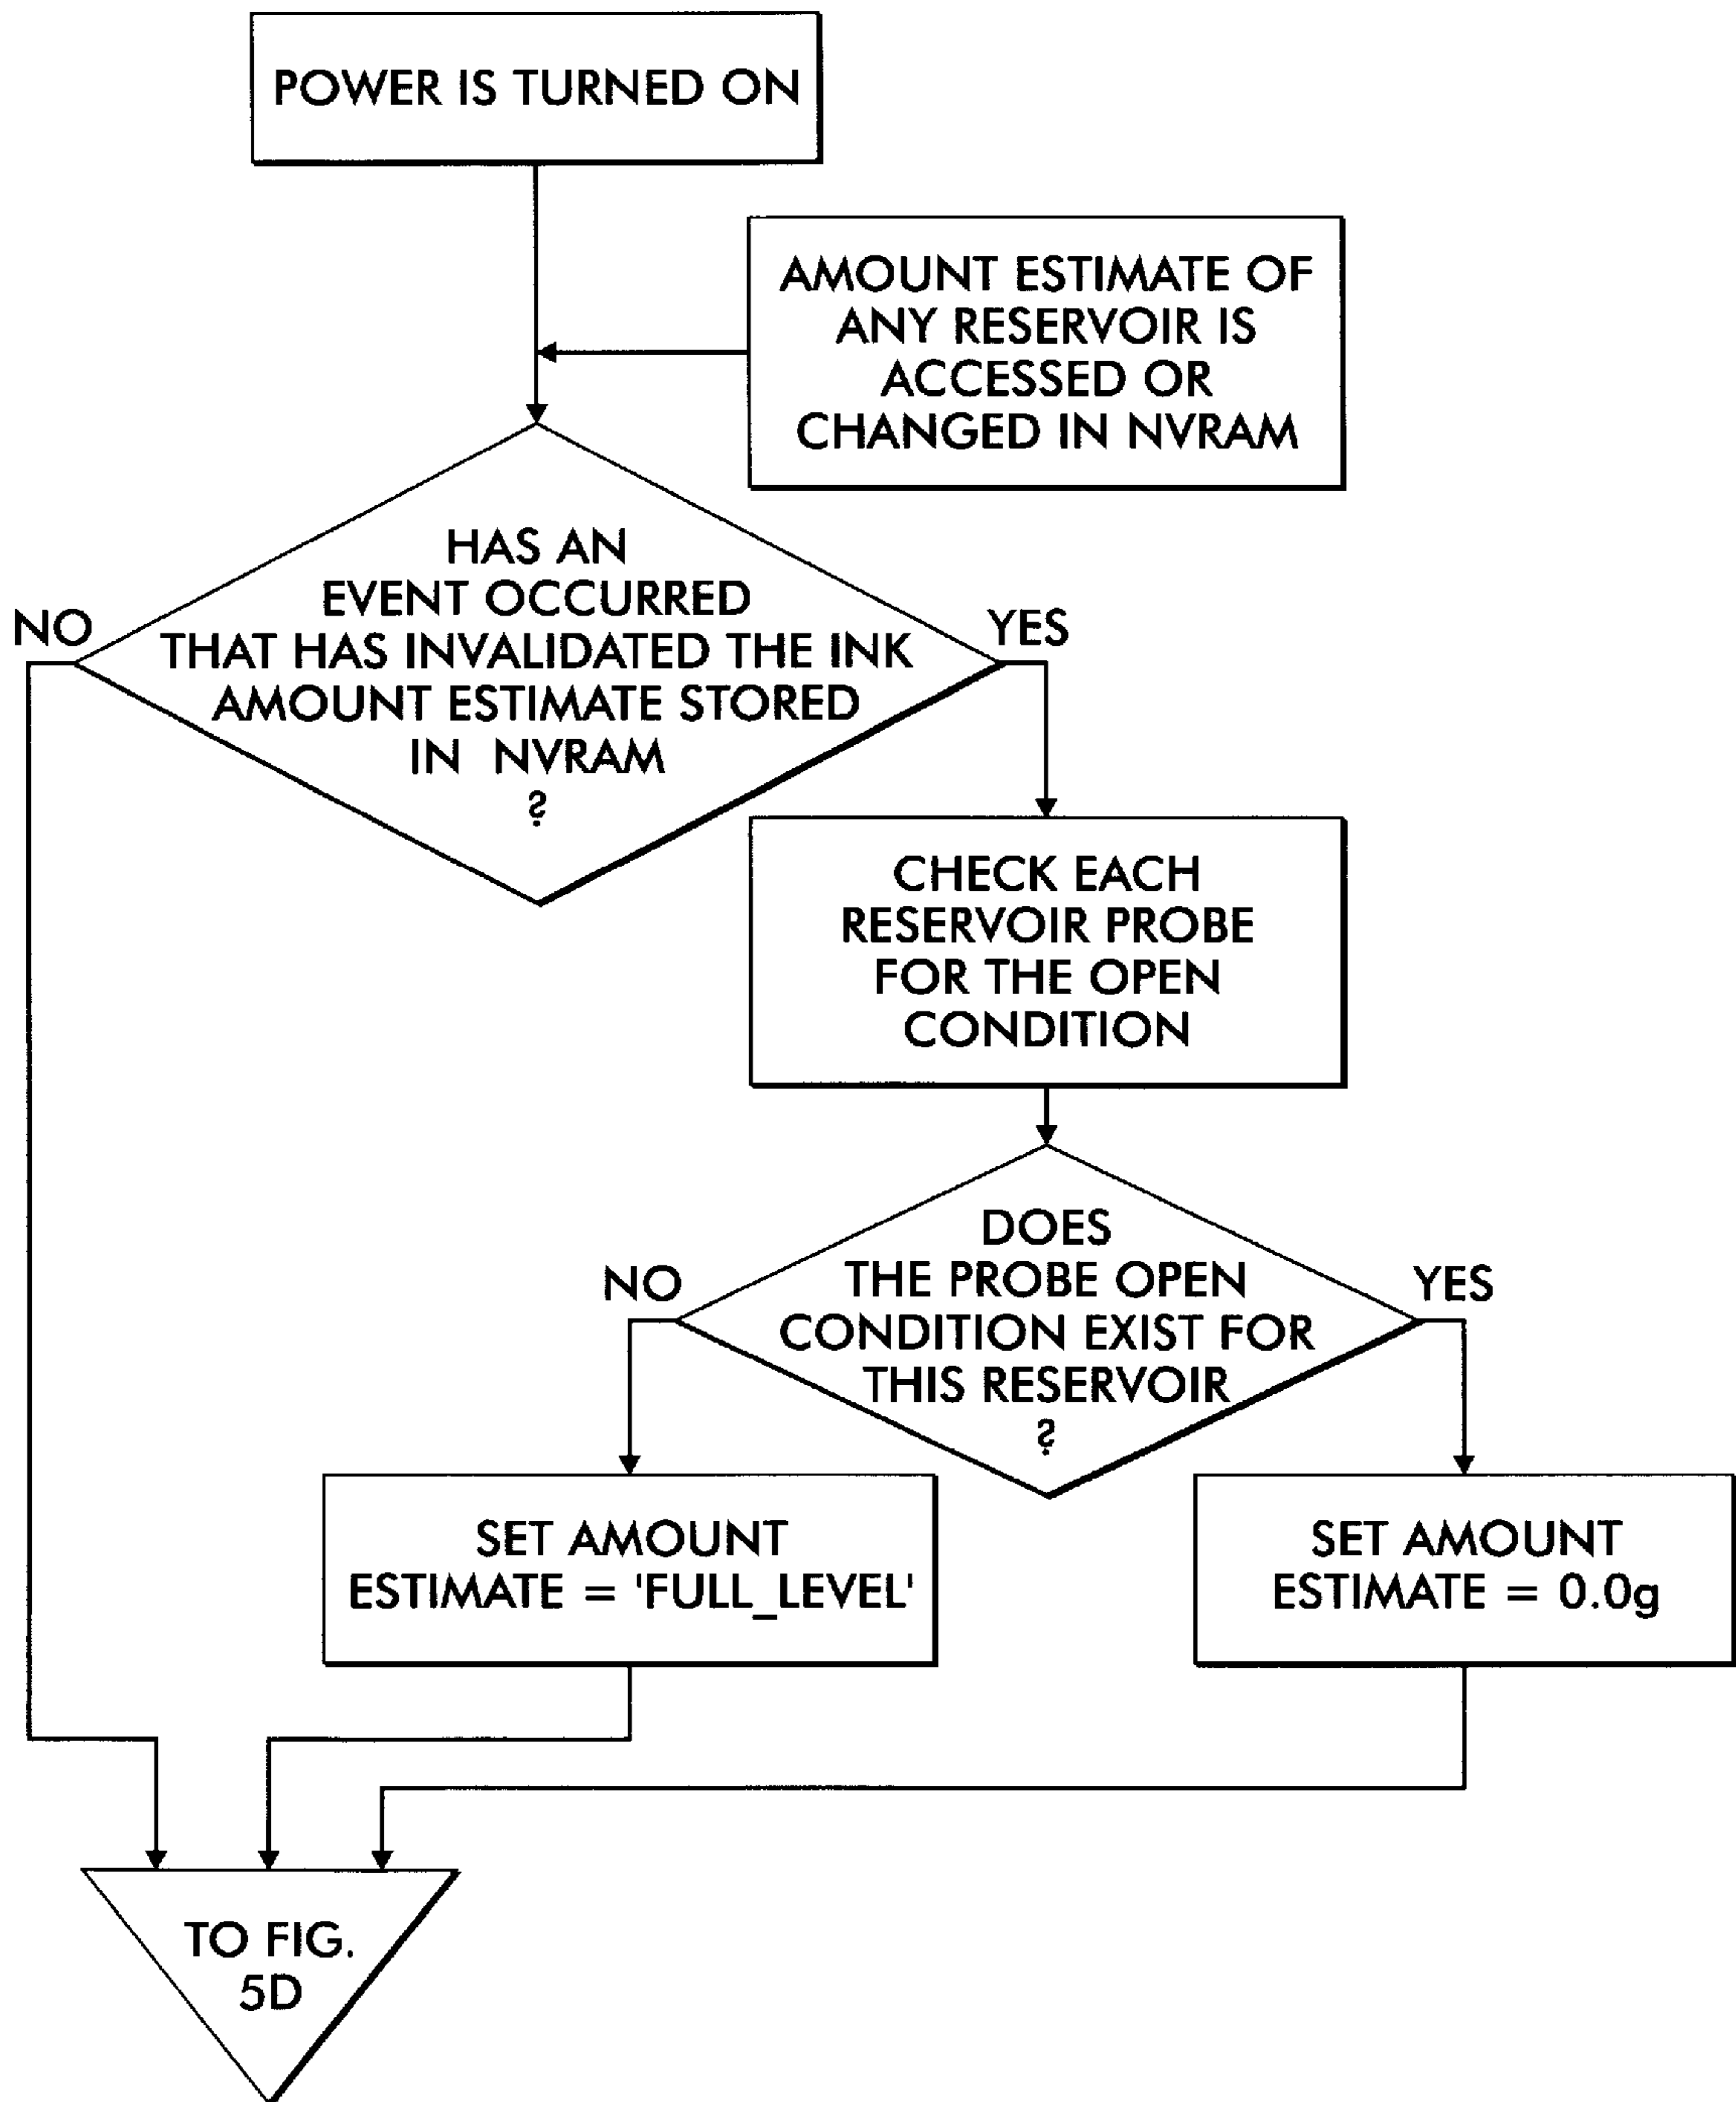 POWER IS TURNED ON
AMOUNT ESTIMATE OF
ANY RESERVOIR IS
ACCESSED OR
CHANGED IN NVRAM
HAS AN
EVENT OCCURRED
THAT HAS INVALIDATED THE INK
AMOUNT ESTIMATE STORED
IN NVRAM
?
NO
YES
CHECK EACH
RESERVOIR PROBE
FOR THE OPEN
CONDITION
DOES
THE PROBE OPEN
CONDITION EXIST FOR
THIS RESERVOIR
?
NO
YES
SET AMOUNT
ESTIMATE = 'FULL_LEVEL'
SET AMOUNT
ESTIMATE = 0.0g
TO FIG.
5D